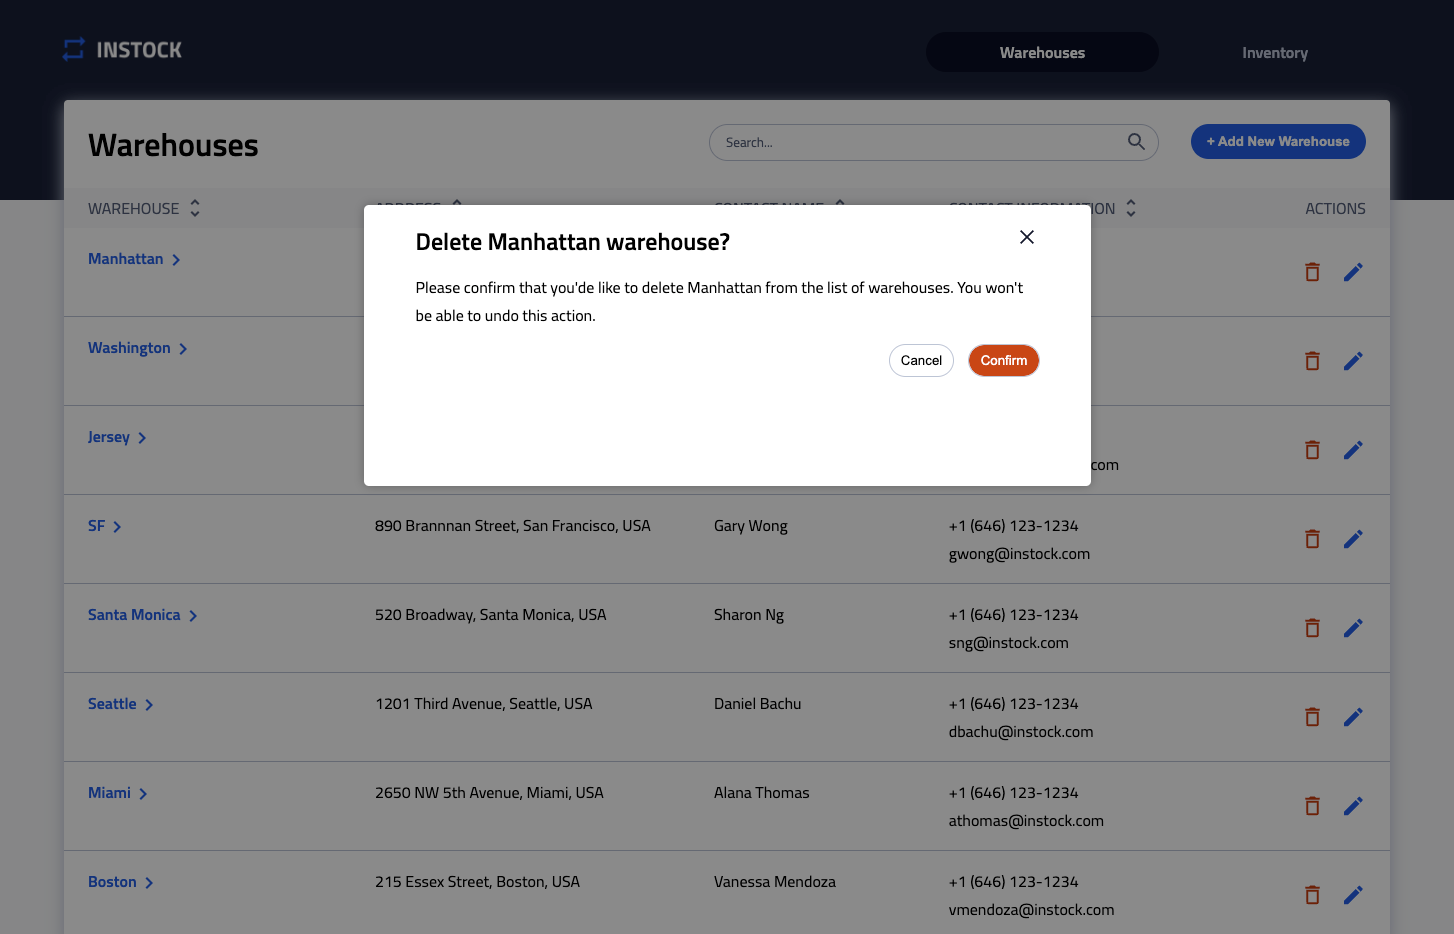 INSTOCK
Warehouses
Inventory
Warehouses
Search...
+ Add New Warehouse
WAREHOUSE
ADDRESS
CONTACT NAME
CONTACT INFORMATION
ACTIONS
Delete Manhattan warehouse?
Please confirm that you'de like to delete Manhattan from the list of warehouses. You won't
be able to undo this action.
Cancel
Confirm
Manhattan
Washington
Jersey
com
SF
890 Brannnan Street, San Francisco, USA
Gary Wong
+1 (646) 123-1234
gwong@instock.com
Santa Monica
520 Broadway, Santa Monica, USA
Sharon Ng
+1 (646) 123-1234
sng@instock.com
Seattle
1201 Third Avenue, Seattle, USA
Daniel Bachu
+1 (646) 123-1234
dbachu@instock.com
Miami
2650 NW 5th Avenue, Miami, USA
Alana Thomas
+1 (646) 123-1234
athomas@instock.com
Boston
215 Essex Street, Boston, USA
Vanessa Mendoza
+1 (646) 123-1234
vmendoza@instock.com